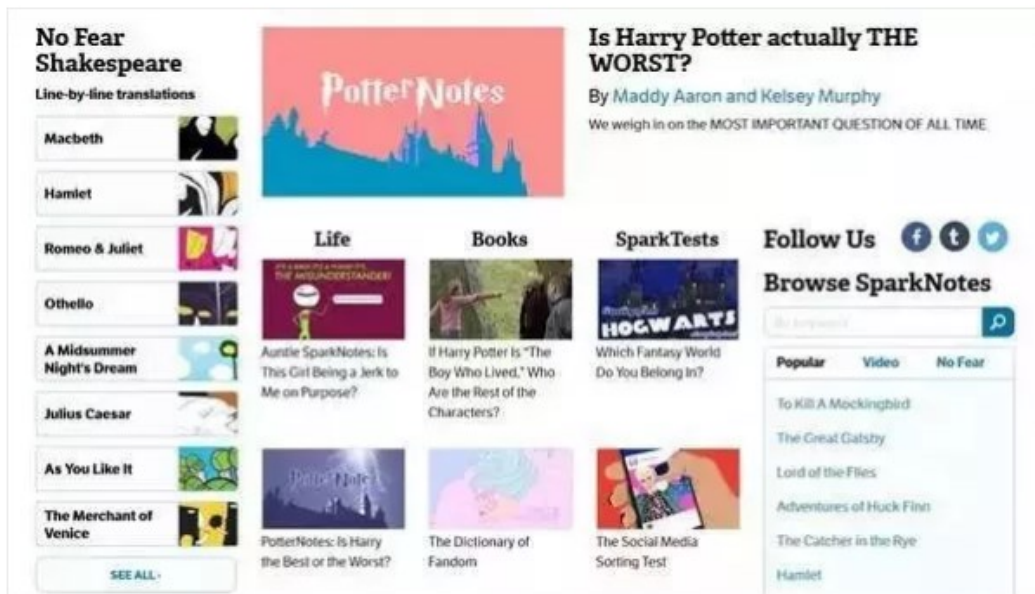 No Fear
Shakespeare
Line-by-line translations
Macbeth
Hamlet
Romeo & Juliet
Othello
A Midsummer
Night's Dream
Julius Caesar
As You Like It
The Merchant of
Venice
SEE ALL
PotterNotes
Is Harry Potter actually THE
WORST?
By Maddy Aaron and Kelsey Murphy
We weigh in on the MOST IMPORTANT QUESTION OF ALL TIME
Life
THE MISUNDERSTANDER!
Auntie SparkNotes: Is
This Girl Being a Jerk to
Me on Purpose?
PotterNotes
PotterNotes: Is Harry
the Best or the Worst?
Books
If Harry Potter Is "The
Boy Who Lived," Who
Are the Rest of the
Characters?
The Dictionary of
Fandom
SparkTests
HOGWARTS
Which Fantasy World
Do You Belong In?
The Social Media
Sorting Test
Follow Us
f t
Browse SparkNotes
Popular Video No Fear
To Kill A Mockingbird
The Great Gatsby
Lord of the Flies
Adventures of Huck Finn
The Catcher in the Rye
Hamlet